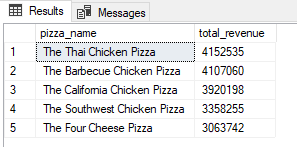 Results Messages
pizza_name total_revenue
1 The Thai Chicken Pizza 4152535
2 The Barbecue Chicken Pizza 4107060
3 The California Chicken Pizza 3920198
4 The Southwest Chicken Pizza 3358255
5 The Four Cheese Pizza 3063742